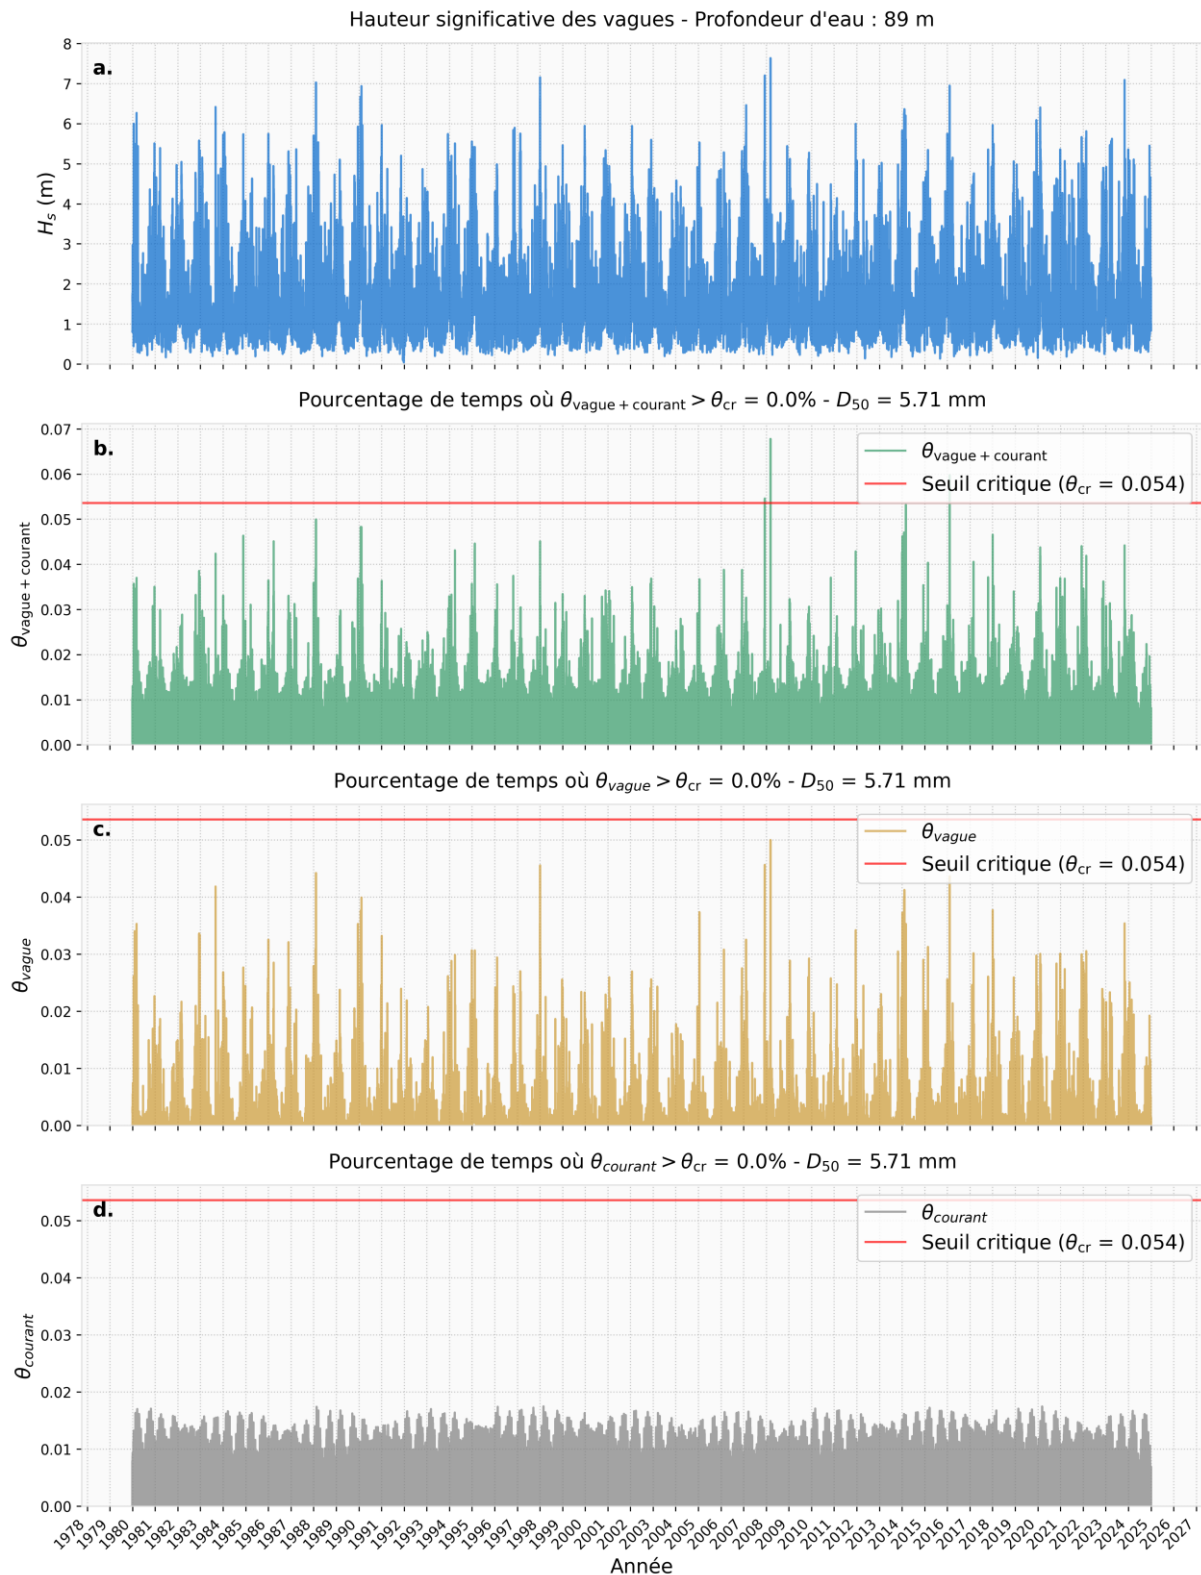 Hauteur significative des vagues - Profondeur d'eau : 89 m
a.
8
7
6
5
4
3
2
1
0
H_s (m)
Pourcentage de temps où θ_vague + courant > θ_cr = 0.0% - D_50 = 5.71 mm
b.
0.07
0.06
0.05
0.04
0.03
0.02
0.01
0.00
θ_vague + courant
θ_vague + courant
Seuil critique (θ_cr = 0.054)
Pourcentage de temps où θ_vague > θ_cr = 0.0% - D_50 = 5.71 mm
c.
0.05
0.04
0.03
0.02
0.01
0.00
θ_vague
θ_vague
Seuil critique (θ_cr = 0.054)
Pourcentage de temps où θ_courant > θ_cr = 0.0% - D_50 = 5.71 mm
d.
0.05
0.04
0.03
0.02
0.01
0.00
θ_courant
θ_courant
Seuil critique (θ_cr = 0.054)
1978 1979 1980 1981 1982 1983 1984 1985 1986 1987 1988 1989 1990 1991 1992 1993 1994 1995 1996 1997 1998 1999 2000 2001 2002 2003 2004 2005 2006 2007 2008 2009 2010 2011 2012 2013 2014 2015 2016 2017 2018 2019 2020 2021 2022 2023 2024 2025 2026 2027
Année